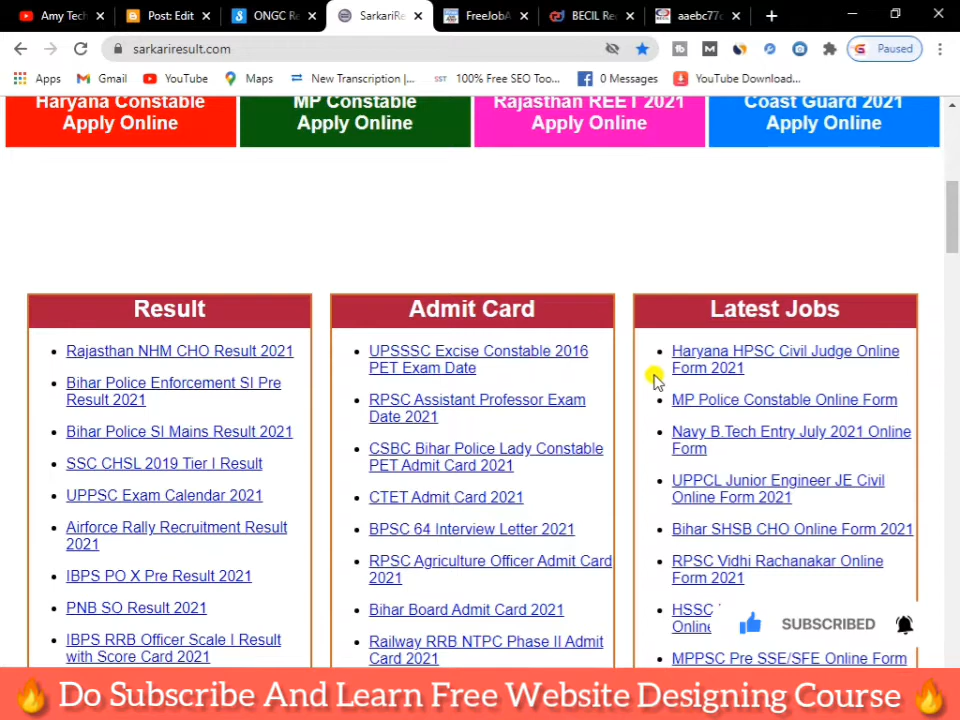 Amy Tech
Post: Edit
ONGC Re
SarkariRe
FreeJobA
BECIL Re
aaebc77c
sarkariresult.com
Paused
Apps
Gmail
YouTube
Maps
New Transcription |...
100% Free SEO Too...
0 Messages
YouTube Download...
Haryana Constable
Apply Online
MP Constable
Apply Online
Rajasthan REET 2021
Apply Online
Coast Guard 2021
Apply Online
Result
Rajasthan NHM CHO Result 2021
Bihar Police Enforcement SI Pre
Result 2021
Bihar Police SI Mains Result 2021
SSC CHSL 2019 Tier I Result
UPPSC Exam Calendar 2021
Airforce Rally Recruitment Result
2021
IBPS PO X Pre Result 2021
PNB SO Result 2021
IBPS RRB Officer Scale I Result
with Score Card 2021
Admit Card
UPSSSC Excise Constable 2016
PET Exam Date
RPSC Assistant Professor Exam
Date 2021
CSBC Bihar Police Lady Constable
PET Admit Card 2021
CTET Admit Card 2021
BPSC 64 Interview Letter 2021
RPSC Agriculture Officer Admit Card
2021
Bihar Board Admit Card 2021
Railway RRB NTPC Phase II Admit
Card 2021
Latest Jobs
Haryana HPSC Civil Judge Online
Form 2021
MP Police Constable Online Form
Navy B.Tech Entry July 2021 Online
Form
UPPCL Junior Engineer JE Civil
Online Form 2021
Bihar SHSB CHO Online Form 2021
RPSC Vidhi Rachanakar Online
Form 2021
HSSC
Online
MPPSC Pre SSE/SFE Online Form
SUBSCRIBED
Do Subscribe And Learn Free Website Designing Course